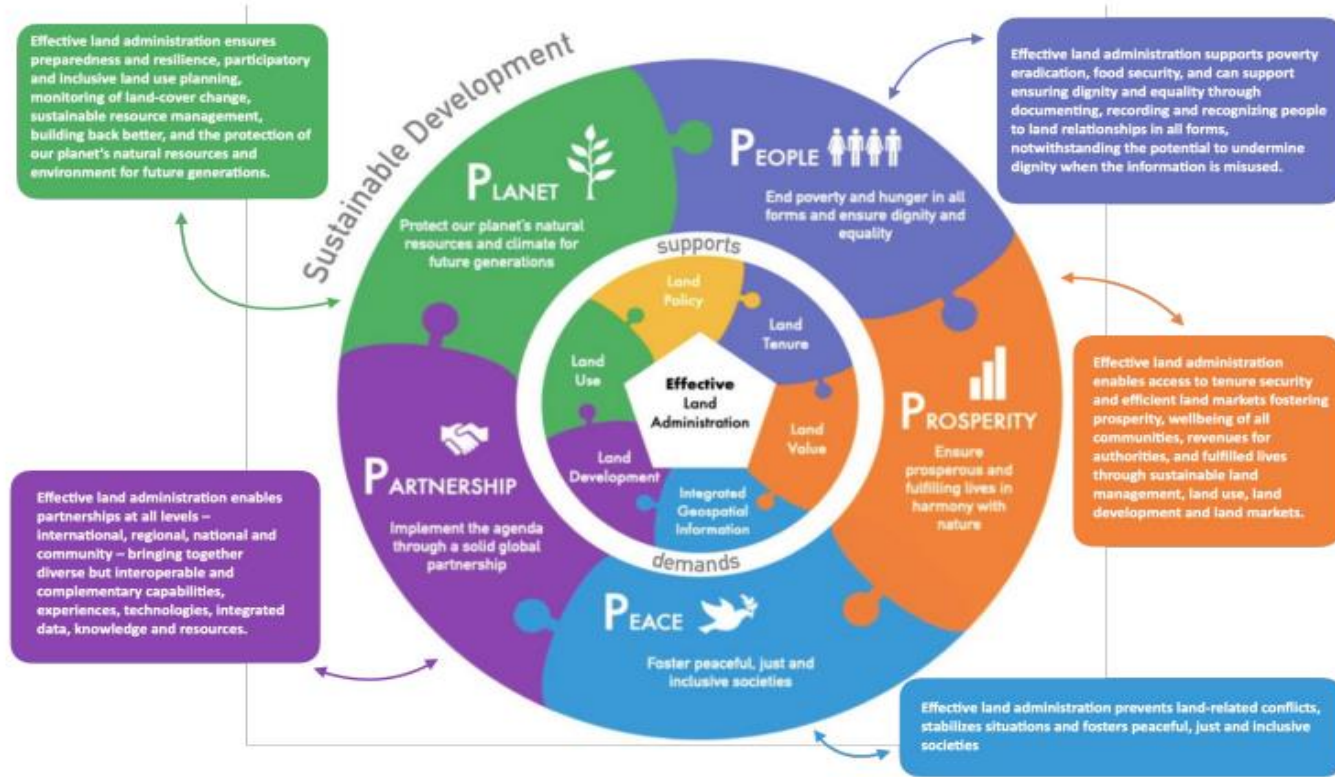 Effective land administration ensures
preparedness and resilience, participatory
and inclusive land use planning,
monitoring of land-cover change,
sustainable resource management,
building back better, and the protection of
our planet's natural resources and
environment for future generations.
Sustainable Development
Effective land administration supports poverty
eradication, food security, and can support
ensuring dignity and equality through
documenting, recording and recognizing people
to land relationships in all forms,
notwithstanding the potential to undermine
dignity when the information is misused.
PLANET
Protect our planet's natural
resources and climate for
future generations
PEOPLE
End poverty and hunger in all
forms and ensure dignity and
equality
supports
Land
Policy
Land
Tenure
Land
Use
Effective
Land
Administration
Land
Value
Land
Development
Integrated
Geospatial
Information
demands
PROSPERITY
Ensure
prosperous and
fulfilling lives in
harmony with
nature
Effective land administration
enables access to tenure security
and efficient land markets fostering
prosperity, wellbeing of all
communities, revenues for
authorities, and fulfilled lives
through sustainable land
management, land use, land
development and land markets.
PARTNERSHIP
Implement the agenda
through a solid global
partnership
Effective land administration enables
partnerships at all levels –
international, regional, national and
community – bringing together
diverse but interoperable and
complementary capabilities,
experiences, technologies, integrated
data, knowledge and resources.
PEACE
Foster peaceful, just and
inclusive societies
Effective land administration prevents land-related conflicts,
stabilizes situations and fosters peaceful, just and inclusive
societies